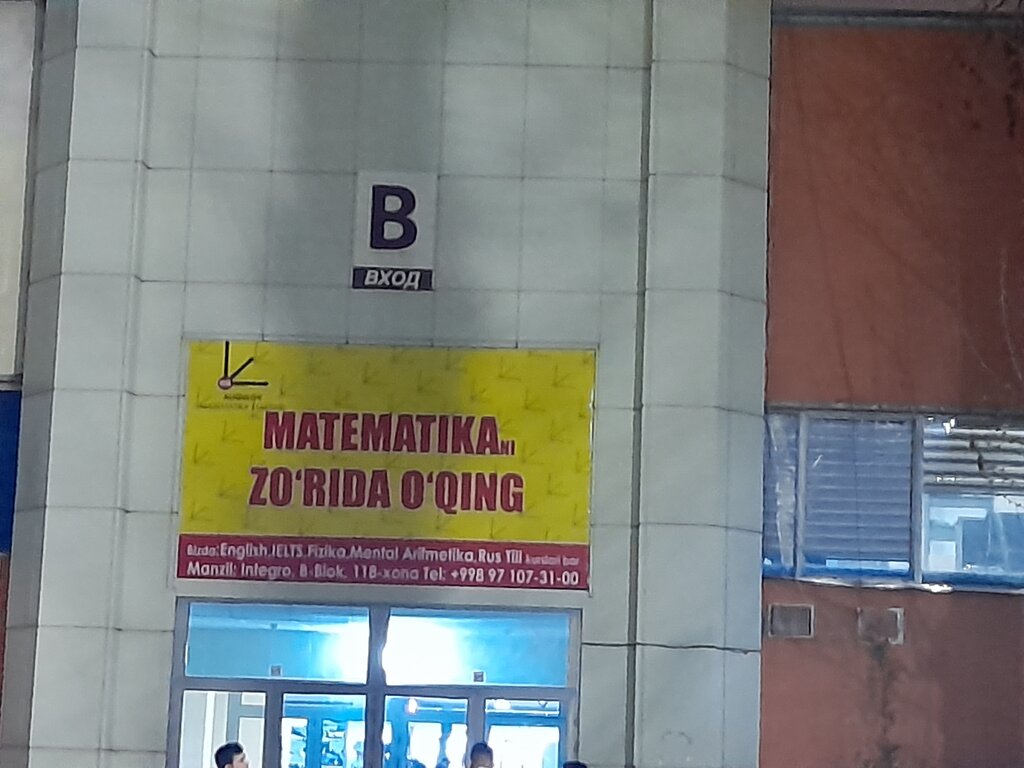 B
ВХОД
MATEMATIKANI
ZO‘RIDA O‘QING
Bizda: English, IELTS, Fizika, Mental Arifmetika, Rus Tili kurslari bor
Manzil: Integro, B-Blok, 118-xona Tel: +998 97 107-31-00